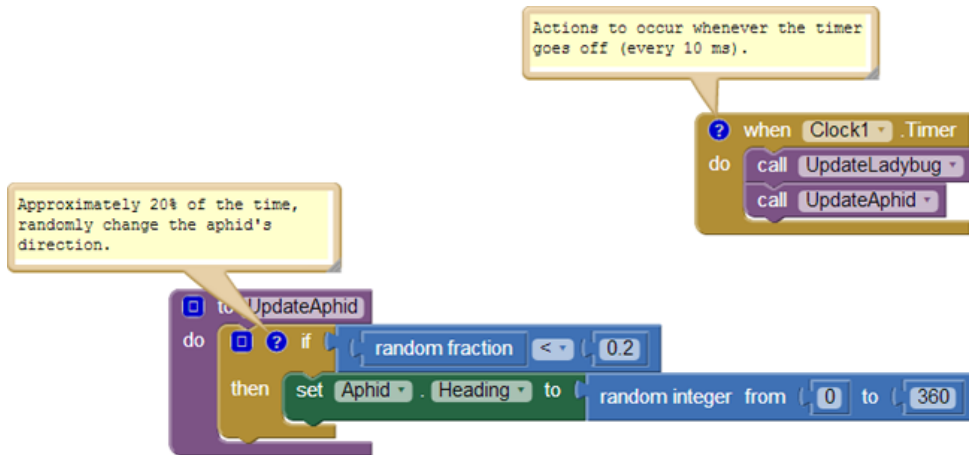 Actions to occur whenever the timer
goes off (every 10 ms).
? when Clock1 .Timer
do call UpdateLadybug
call UpdateAphid
Approximately 20% of the time,
randomly change the aphid's
direction.
to UpdateAphid
do ? if random fraction < 0.2
then set Aphid . Heading to random integer from 0 to 360